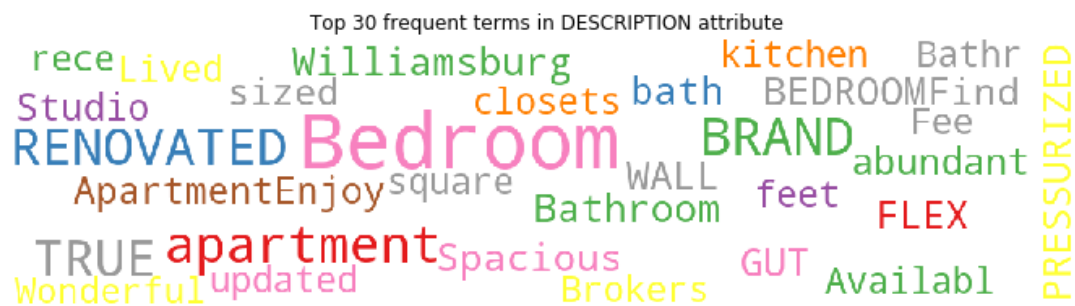 Top 30 frequent terms in DESCRIPTION attribute
rece
Lived
Williamsburg
kitchen
Bathr
sized
closets
bath
BEDROOMFind
Studio
RENOVATED
Bedroom
BRAND
Fee
abundant
ApartmentEnjoy
square
WALL
feet
Bathroom
FLEX
TRUE
apartment
Spacious
GUT
updated
Wonderful
Brokers
Availabl
PRESSURIZED